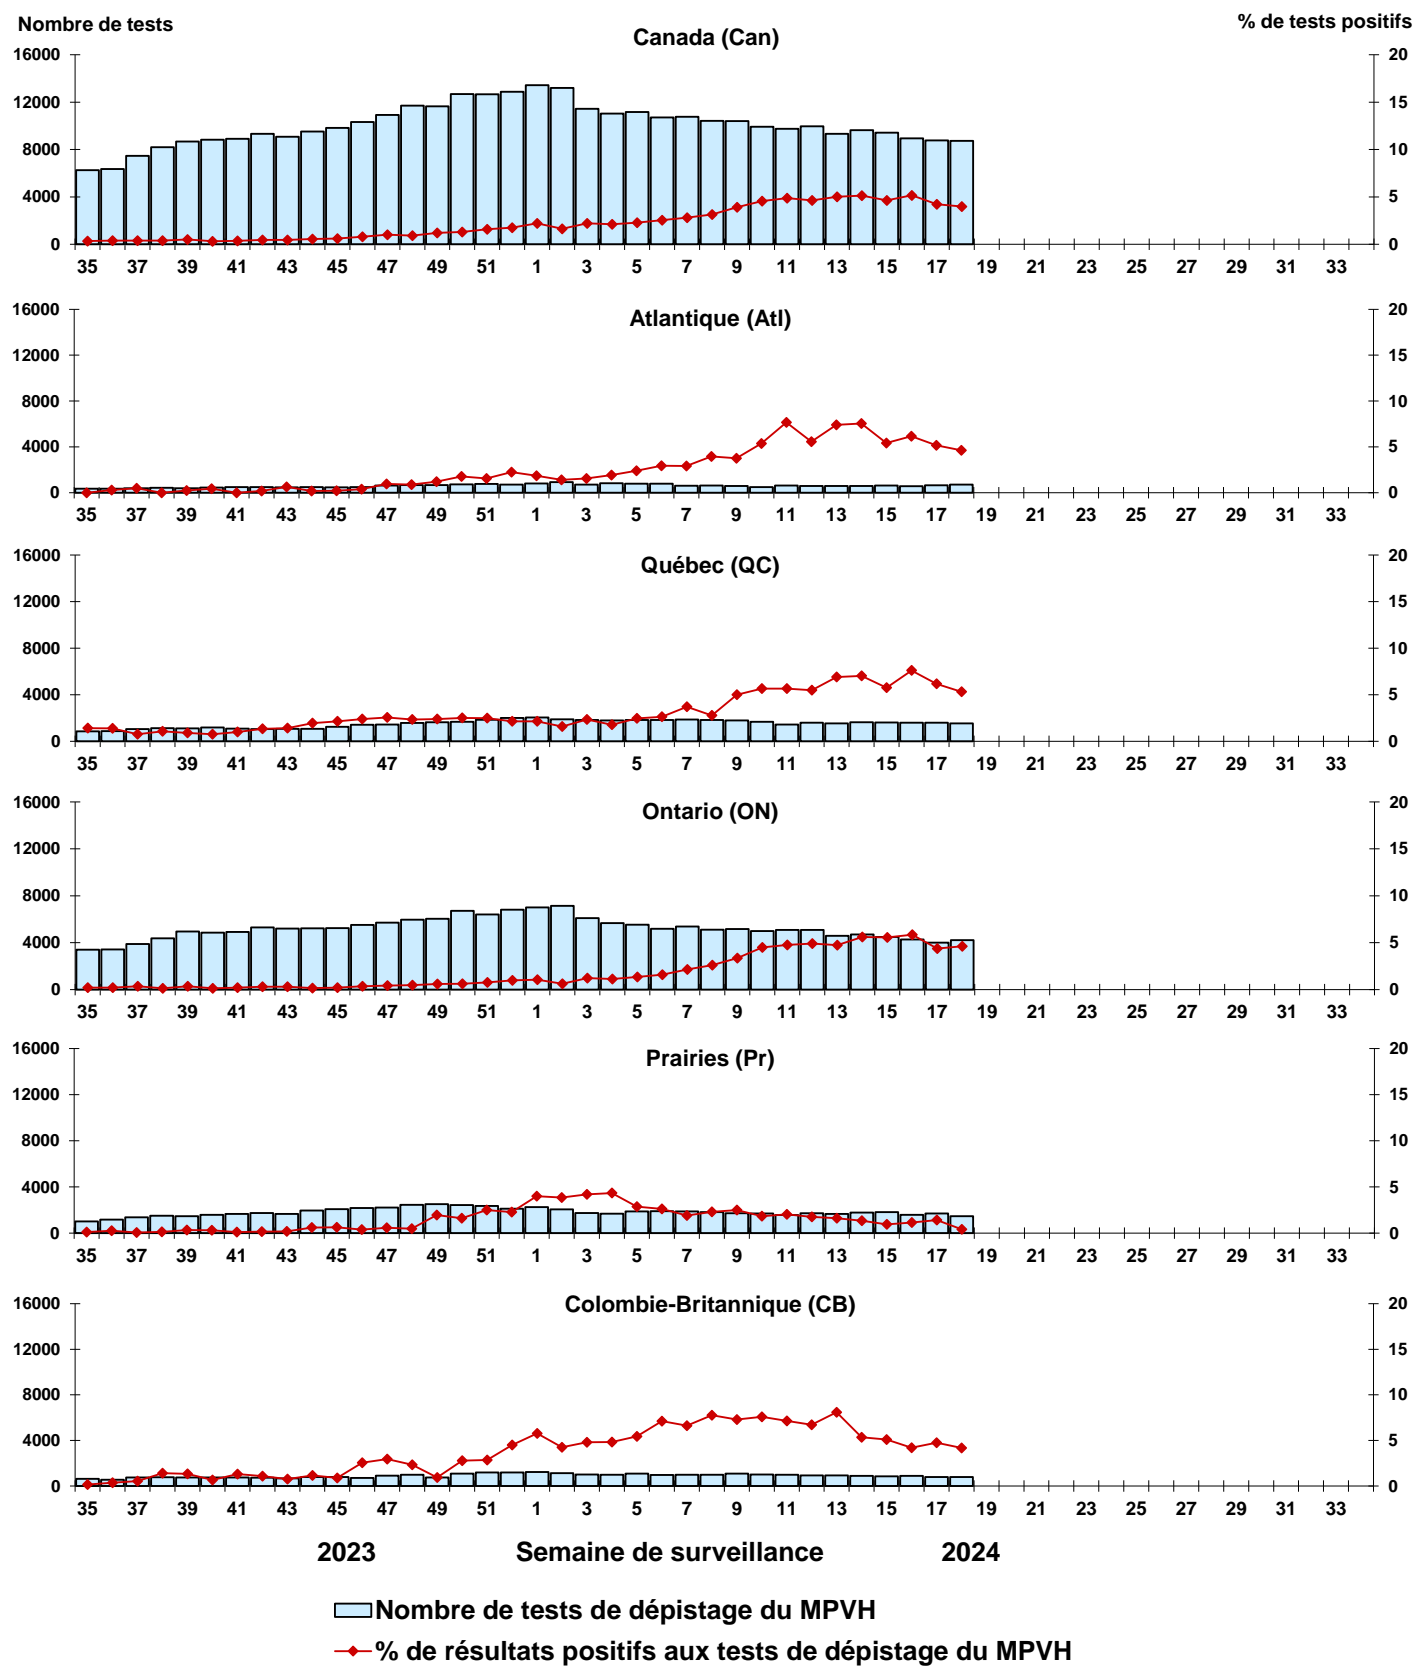 Nombre de tests % de tests positifs
Canada (Can)
16000 20
12000 15
8000 10
4000 5
0 0
35 37 39 41 43 45 47 49 51 1 3 5 7 9 11 13 15 17 19 21 23 25 27 29 31 33
Atlantique (Atl)
16000 20
12000 15
8000 10
4000 5
0 0
35 37 39 41 43 45 47 49 51 1 3 5 7 9 11 13 15 17 19 21 23 25 27 29 31 33
Québec (QC)
16000 20
12000 15
8000 10
4000 5
0 0
35 37 39 41 43 45 47 49 51 1 3 5 7 9 11 13 15 17 19 21 23 25 27 29 31 33
Ontario (ON)
16000 20
12000 15
8000 10
4000 5
0 0
35 37 39 41 43 45 47 49 51 1 3 5 7 9 11 13 15 17 19 21 23 25 27 29 31 33
Prairies (Pr)
16000 20
12000 15
8000 10
4000 5
0 0
35 37 39 41 43 45 47 49 51 1 3 5 7 9 11 13 15 17 19 21 23 25 27 29 31 33
Colombie-Britannique (CB)
16000 20
12000 15
8000 10
4000 5
0 0
35 37 39 41 43 45 47 49 51 1 3 5 7 9 11 13 15 17 19 21 23 25 27 29 31 33
2023 Semaine de surveillance 2024
Nombre de tests de dépistage du MPVH
% de résultats positifs aux tests de dépistage du MPVH